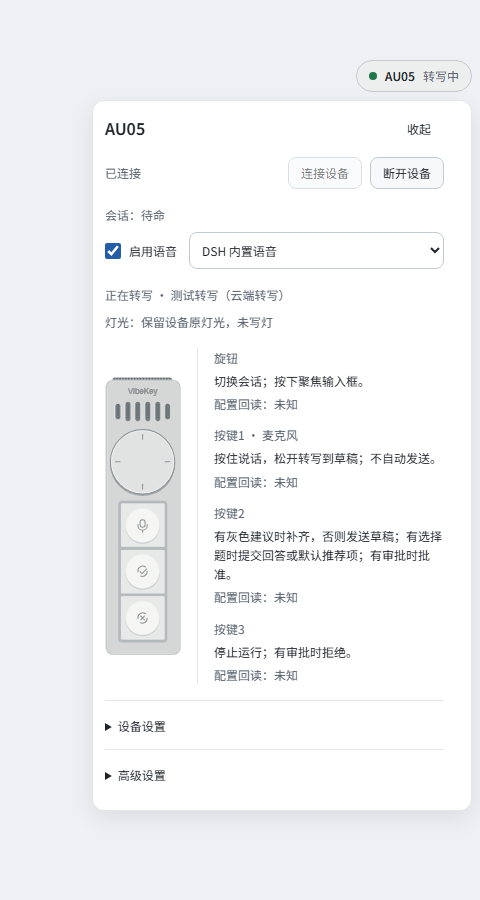 AU05 转写中
AU05
收起
已连接
连接设备
断开设备
会话：待命
启用语音
DSH 内置语音
正在转写 · 测试转写（云端转写）
灯光：保留设备原灯光，未写灯
VibeKey
旋钮
切换会话；按下聚焦输入框。
配置回读：未知
按键1 · 麦克风
按住说话，松开转写到草稿；不自动发送。
配置回读：未知
按键2
有灰色建议时补齐，否则发送草稿；有选择
题时提交回答或默认推荐项；有审批时批
准。
配置回读：未知
按键3
停止运行；有审批时拒绝。
配置回读：未知
设备设置
高级设置